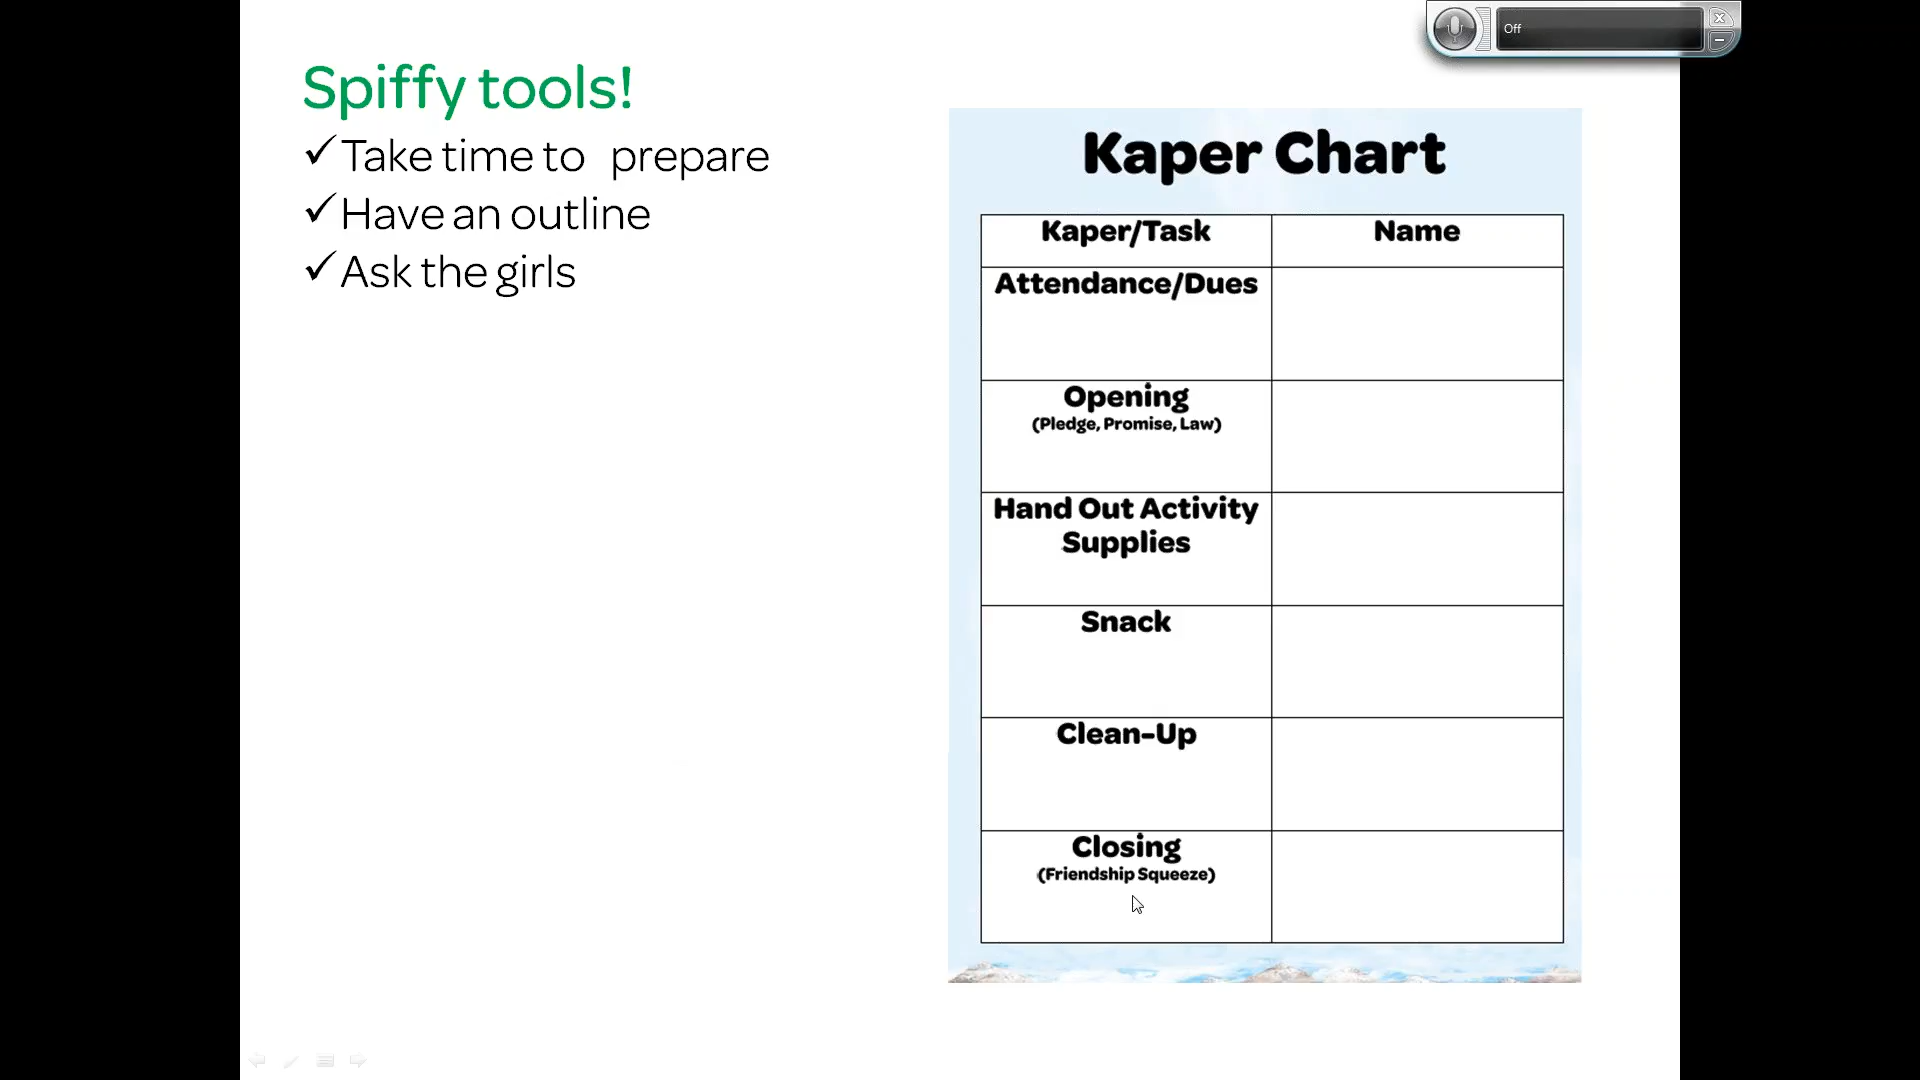 Off
Spiffy tools!
✓Take time to prepare
✓Have an outline
✓Ask the girls
Kaper Chart
Kaper/Task Name
Attendance/Dues
Opening
(Pledge, Promise, Law)
Hand Out Activity
Supplies
Snack
Clean-Up
Closing
(Friendship Squeeze)